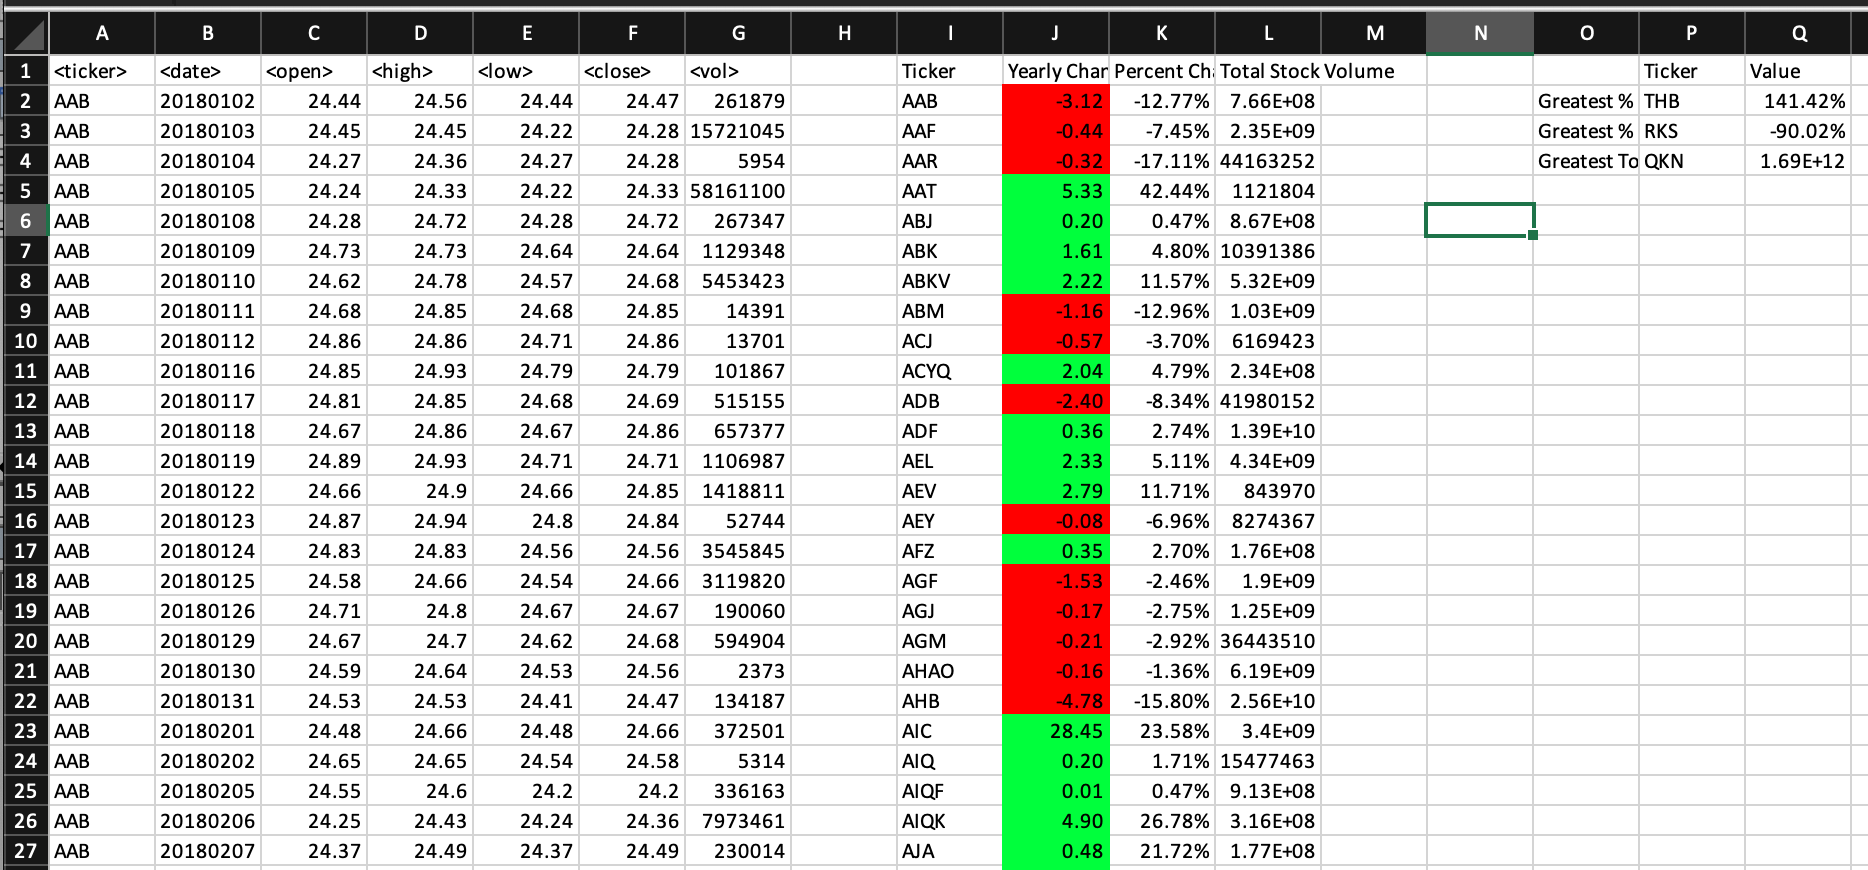 A B C D E F G H I J K L M N O P Q
1 <ticker> <date> <open> <high> <low> <close> <vol> Ticker Yearly Char Percent Ch Total Stock Volume Ticker Value
2 AAB 20180102 24.44 24.56 24.44 24.47 261879 AAB -3.12 -12.77% 7.66E+08 Greatest % THB 141.42%
3 AAB 20180103 24.45 24.45 24.22 24.28 15721045 AAF -0.44 -7.45% 2.35E+09 Greatest % RKS -90.02%
4 AAB 20180104 24.27 24.36 24.27 24.28 5954 AAR -0.32 -17.11% 44163252 Greatest To QKN 1.69E+12
5 AAB 20180105 24.24 24.33 24.22 24.33 58161100 AAT 5.33 42.44% 1121804
6 AAB 20180108 24.28 24.72 24.28 24.72 267347 ABJ 0.20 0.47% 8.67E+08
7 AAB 20180109 24.73 24.73 24.64 24.64 1129348 ABK 1.61 4.80% 10391386
8 AAB 20180110 24.62 24.78 24.57 24.68 5453423 ABKV 2.22 11.57% 5.32E+09
9 AAB 20180111 24.68 24.85 24.68 24.85 14391 ABM -1.16 -12.96% 1.03E+09
10 AAB 20180112 24.86 24.86 24.71 24.86 13701 ACJ -0.57 -3.70% 6169423
11 AAB 20180116 24.85 24.93 24.79 24.79 101867 ACYQ 2.04 4.79% 2.34E+08
12 AAB 20180117 24.81 24.85 24.68 24.69 515155 ADB -2.40 -8.34% 41980152
13 AAB 20180118 24.67 24.86 24.67 24.86 657377 ADF 0.36 2.74% 1.39E+10
14 AAB 20180119 24.89 24.93 24.71 24.71 1106987 AEL 2.33 5.11% 4.34E+09
15 AAB 20180122 24.66 24.9 24.66 24.85 1418811 AEV 2.79 11.71% 843970
16 AAB 20180123 24.87 24.94 24.8 24.84 52744 AEY -0.08 -6.96% 8274367
17 AAB 20180124 24.83 24.83 24.56 24.56 3545845 AFZ 0.35 2.70% 1.76E+08
18 AAB 20180125 24.58 24.66 24.54 24.66 3119820 AGF -1.53 -2.46% 1.9E+09
19 AAB 20180126 24.71 24.8 24.67 24.67 190060 AGJ -0.17 -2.75% 1.25E+09
20 AAB 20180129 24.67 24.7 24.62 24.68 594904 AGM -0.21 -2.92% 36443510
21 AAB 20180130 24.59 24.64 24.53 24.56 2373 AHAO -0.16 -1.36% 6.19E+09
22 AAB 20180131 24.53 24.53 24.41 24.47 134187 AHB -4.78 -15.80% 2.56E+10
23 AAB 20180201 24.48 24.66 24.48 24.66 372501 AIC 28.45 23.58% 3.4E+09
24 AAB 20180202 24.65 24.65 24.54 24.58 5314 AIQ 0.20 1.71% 15477463
25 AAB 20180205 24.55 24.6 24.2 24.2 336163 AIQF 0.01 0.47% 9.13E+08
26 AAB 20180206 24.25 24.43 24.24 24.36 7973461 AIQK 4.90 26.78% 3.16E+08
27 AAB 20180207 24.37 24.49 24.37 24.49 230014 AJA 0.48 21.72% 1.77E+08